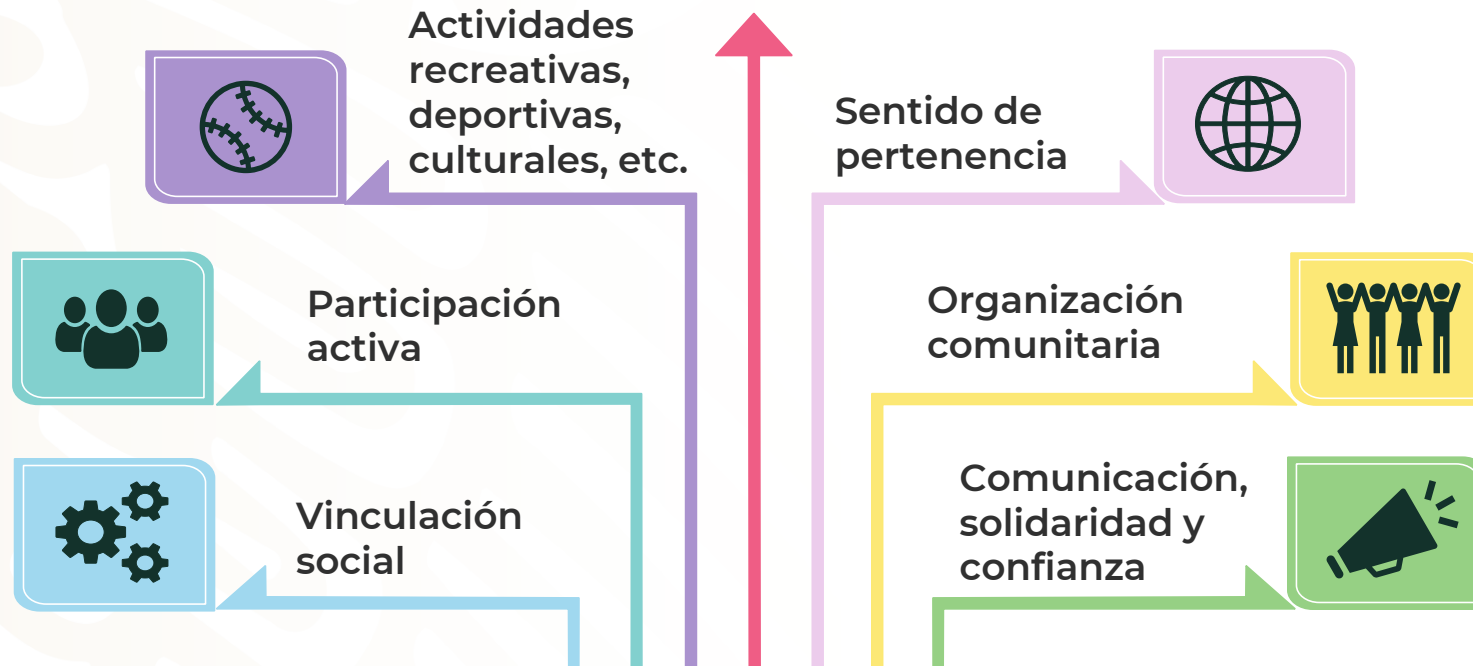 Actividades
recreativas,
deportivas,
culturales, etc.
Sentido de
pertenencia
Participación
activa
Organización
comunitaria
Vinculación
social
Comunicación,
solidaridad y
confianza